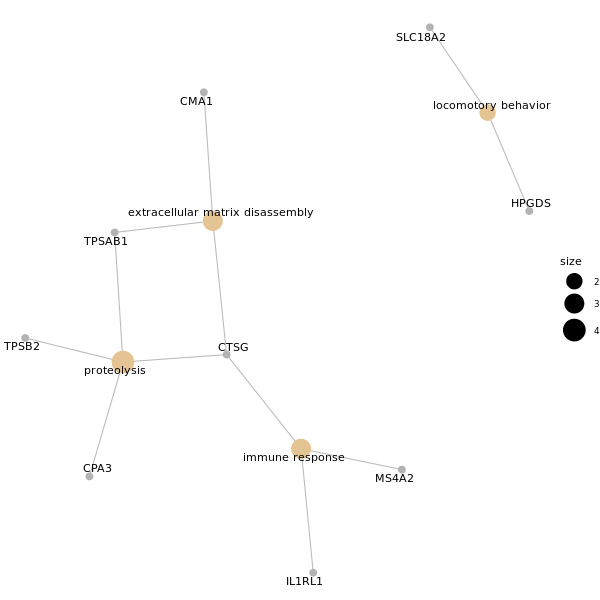 SLC18A2
CMA1
locomotory behavior
HPGDS
extracellular matrix disassembly
TPSAB1
size
2
3
4
TPSB2
CTSG
proteolysis
immune response
CPA3
MS4A2
IL1RL1